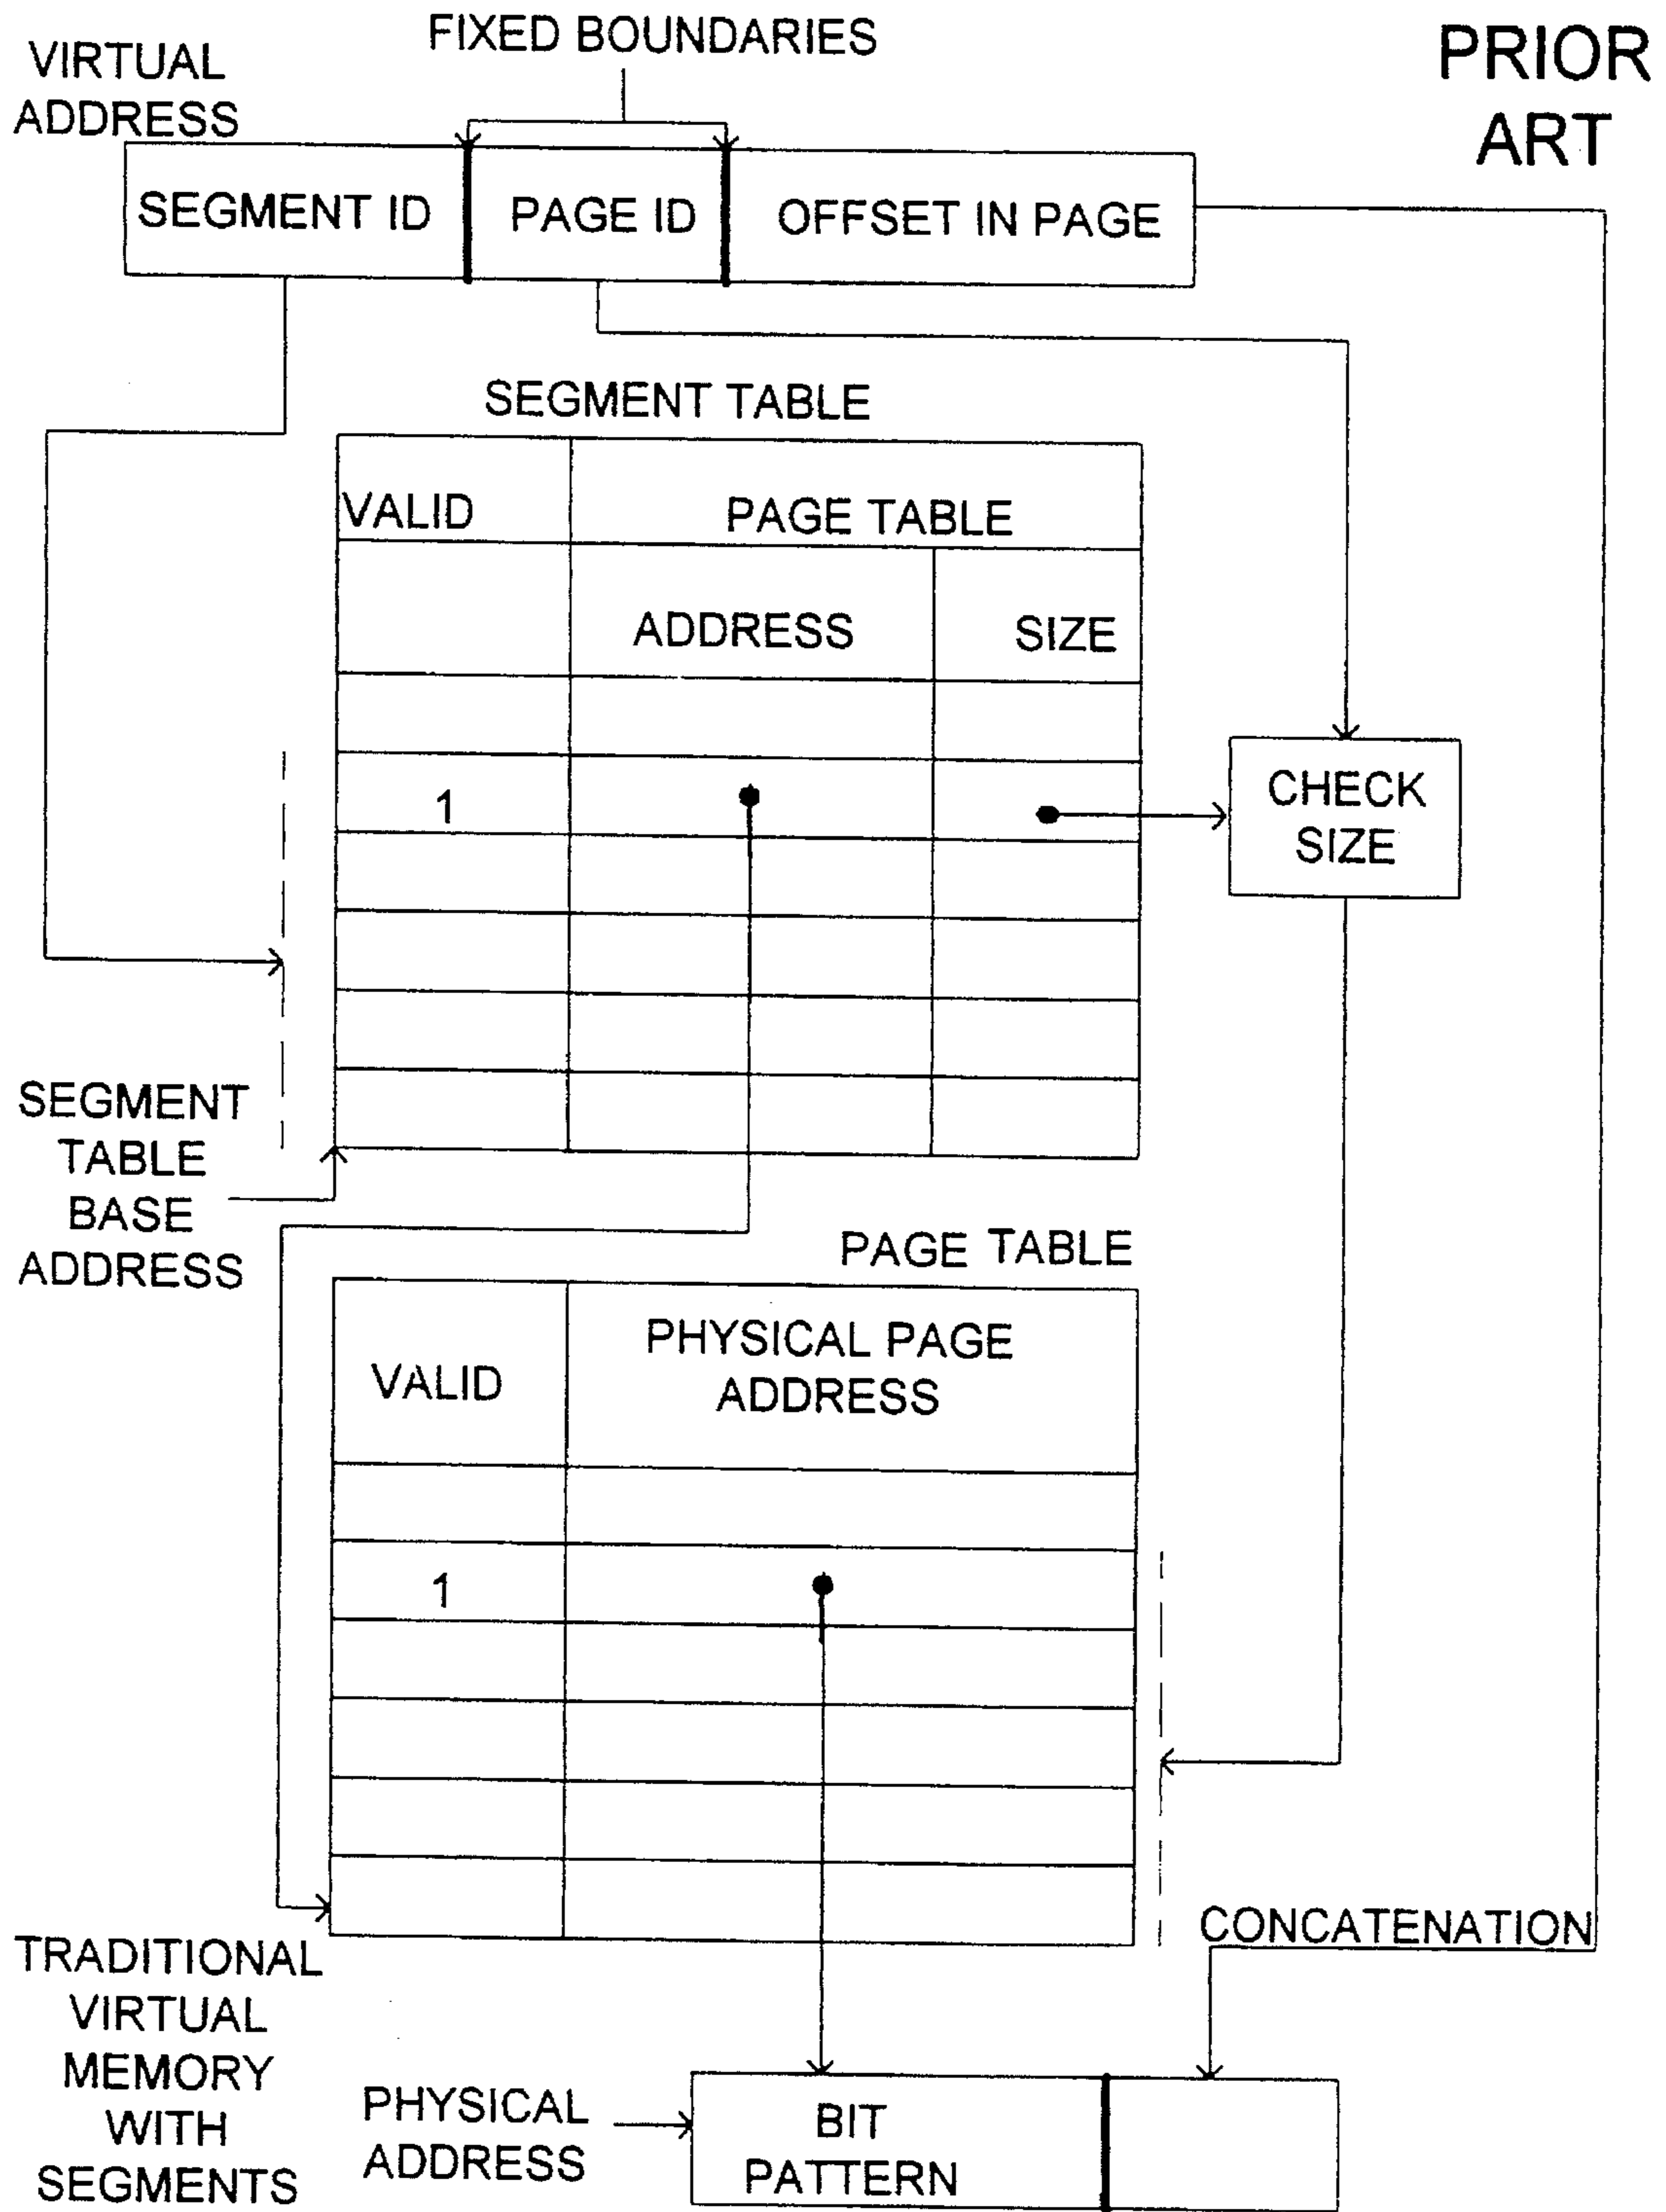 FIXED BOUNDARIES
PRIOR
ART
VIRTUAL
ADDRESS
SEGMENT ID
PAGE ID
OFFSET IN PAGE
SEGMENT TABLE
VALID
PAGE TABLE
ADDRESS
SIZE
1
CHECK
SIZE
SEGMENT
TABLE
BASE
ADDRESS
PAGE TABLE
VALID
PHYSICAL PAGE
ADDRESS
1
CONCATENATION
TRADITIONAL
VIRTUAL
MEMORY
WITH
SEGMENTS
PHYSICAL
ADDRESS
BIT
PATTERN